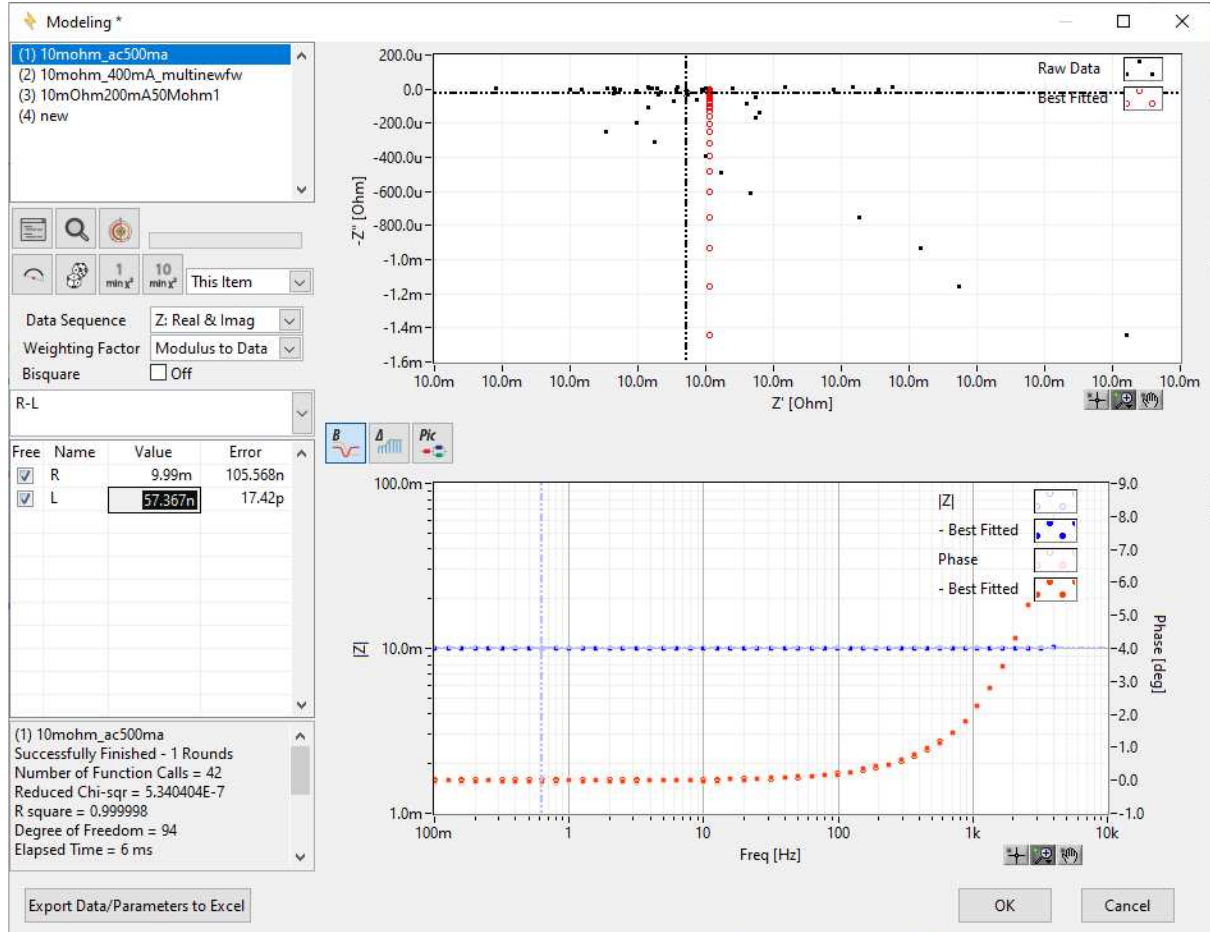 Modeling *
(1) 10mohm_ac500ma
(2) 10mohm_400mA_multinewfw
(3) 10mOhm200mA50Mohm1
(4) new
1 min χ²
10 min χ²
This Item
Data Sequence Z: Real & Imag
Weighting Factor Modulus to Data
Bisquare Off
R-L
Free Name Value Error
R 9.99m 105.568n
L 57.367n 17.42p
(1) 10mohm_ac500ma
Successfully Finished - 1 Rounds
Number of Function Calls = 42
Reduced Chi-sqr = 5.340404E-7
R square = 0.999998
Degree of Freedom = 94
Elapsed Time = 6 ms
Export Data/Parameters to Excel
200.0u
0.0
-200.0u
-400.0u
-600.0u
-800.0u
-1.0m
-1.2m
-1.4m
-1.6m
-Z" [Ohm]
Raw Data
Best Fitted
10.0m 10.0m 10.0m 10.0m 10.0m 10.0m 10.0m 10.0m 10.0m 10.0m 10.0m 10.0m
Z' [Ohm]
B
Δ
Pic
100.0m
10.0m
1.0m
|Z|
|Z|
- Best Fitted
Phase
- Best Fitted
9.0
8.0
7.0
6.0
5.0
4.0
3.0
2.0
1.0
0.0
-1.0
Phase [deg]
100m 1 10 100 1k 10k
Freq [Hz]
OK
Cancel